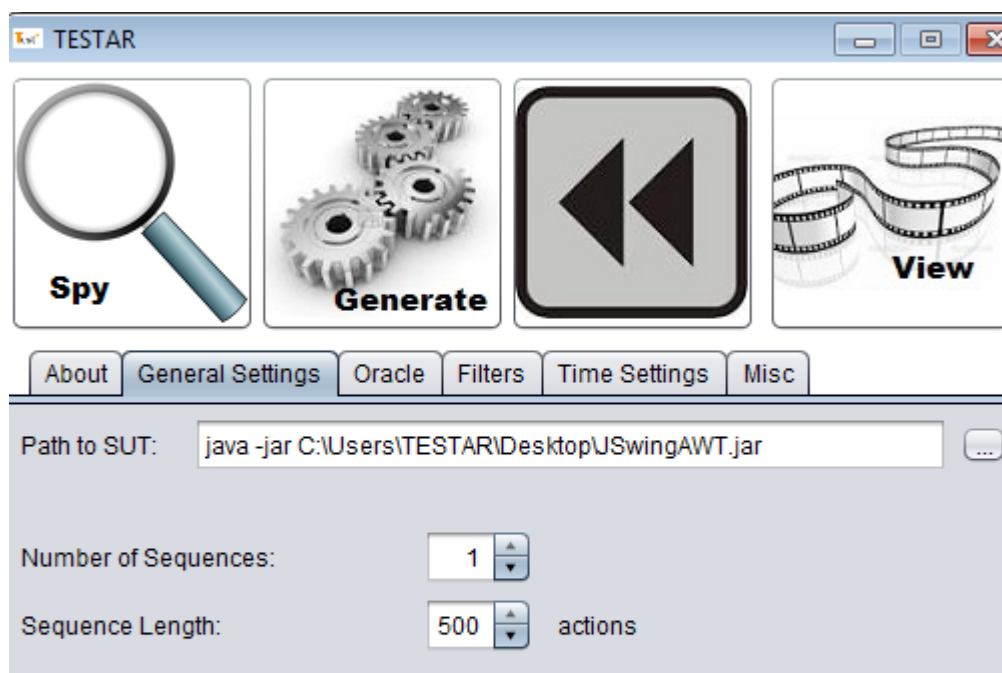 TESTAR
Spy
Generate
View
About General Settings Oracle Filters Time Settings Misc
Path to SUT: java -jar C:\Users\TESTAR\Desktop\JSwingAWT.jar ...
Number of Sequences: 1
Sequence Length: 500 actions